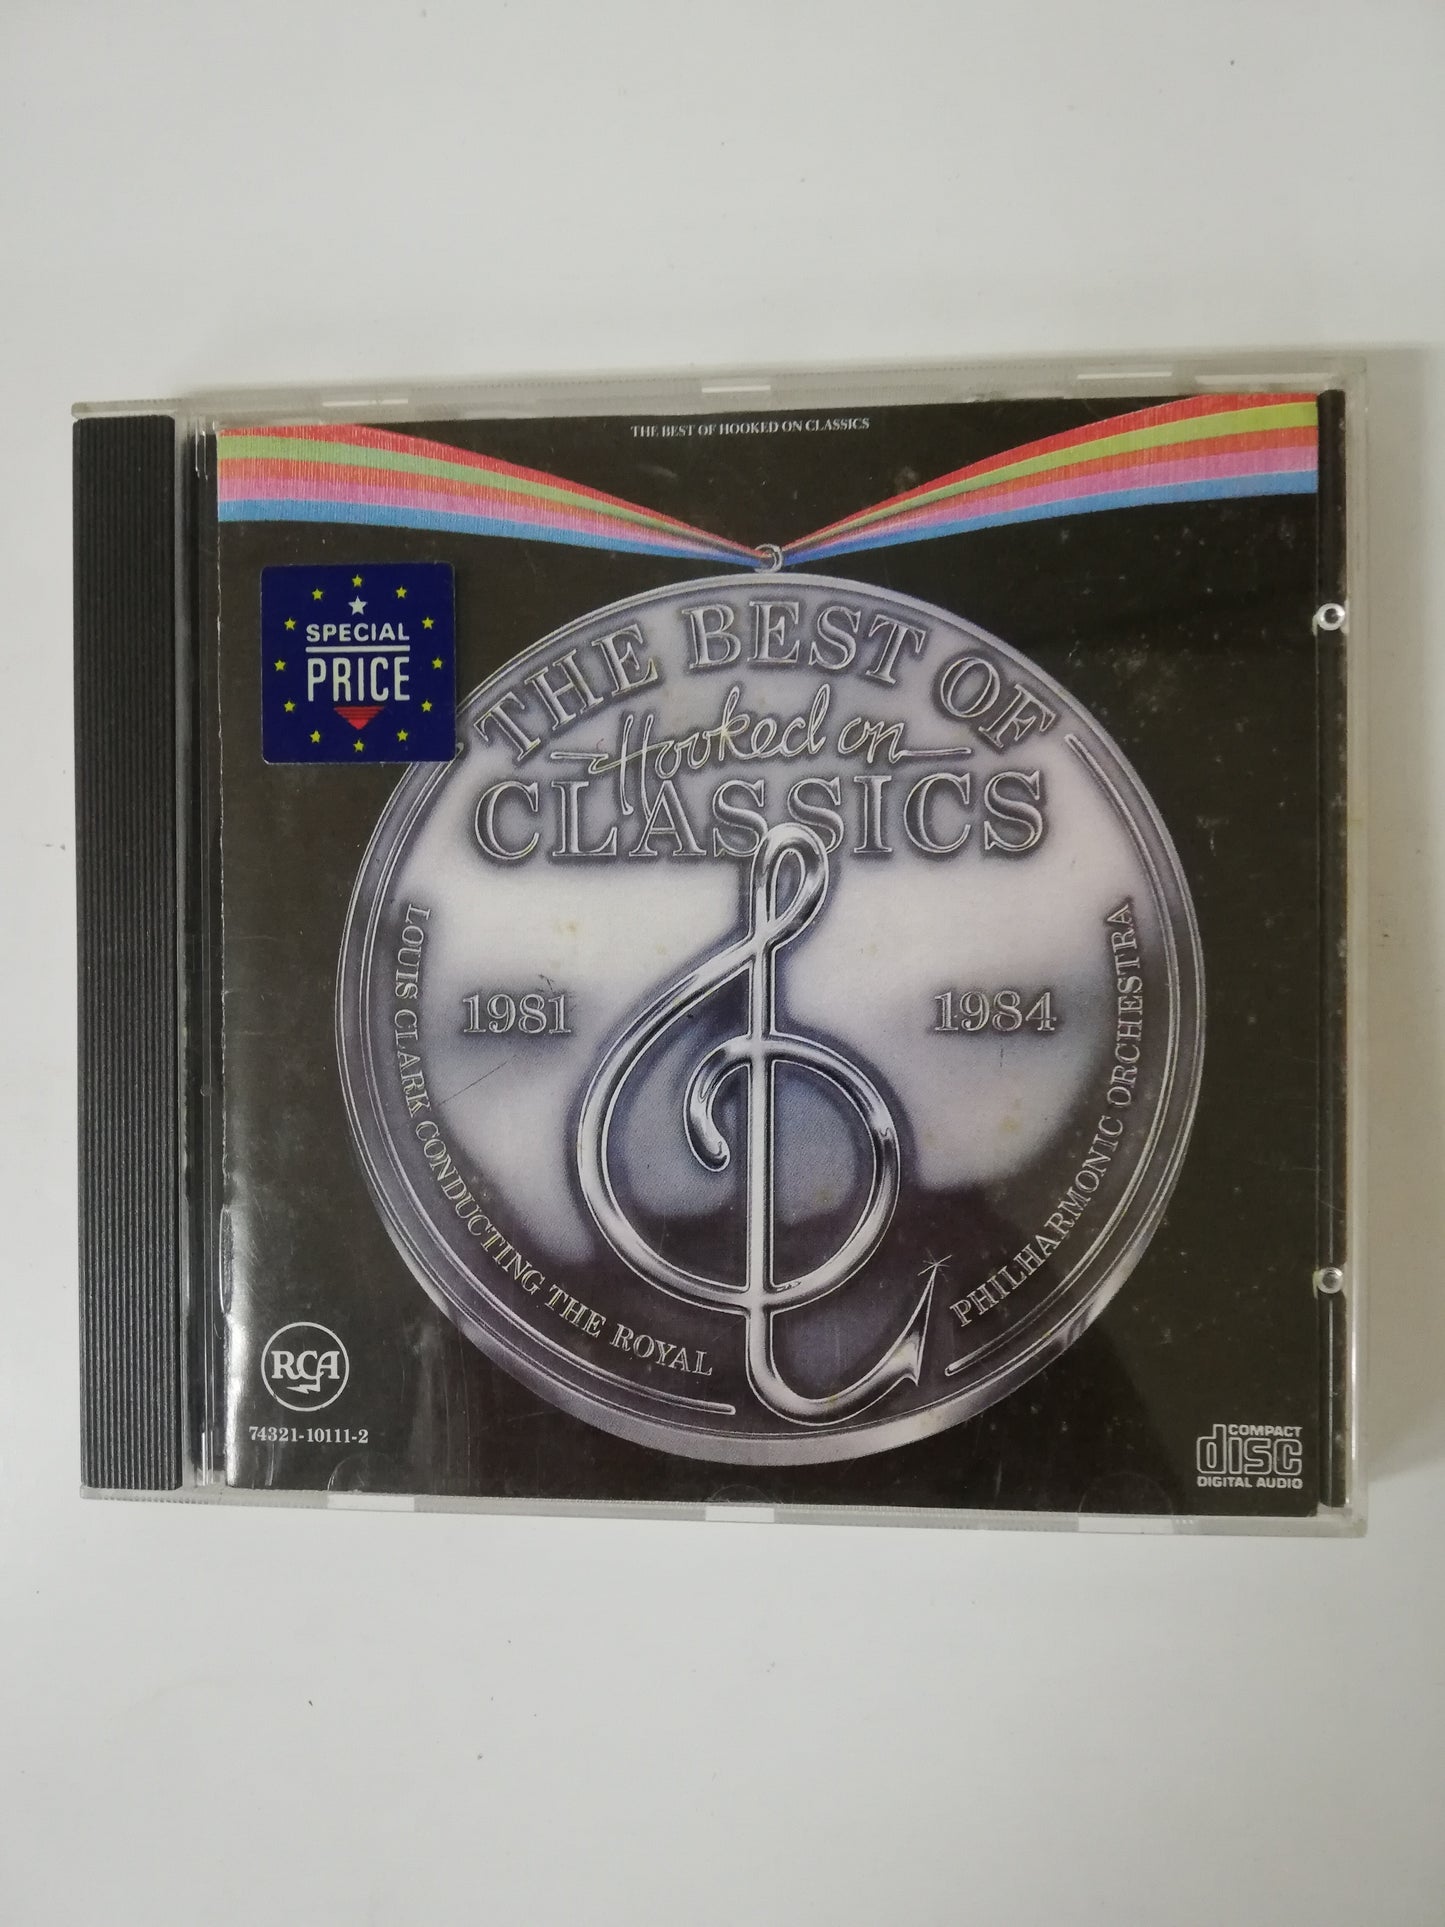 THE BEST OF HOOKED ON CLASSICS
SPECIAL
PRICE
THE BEST OF
Hooked on
CLASSICS
1981
1984
LOUIS CLARK CONDUCTING THE ROYAL PHILHARMONIC ORCHESTRA
RCA
74321-10111-2
COMPACT
disc
DIGITAL AUDIO